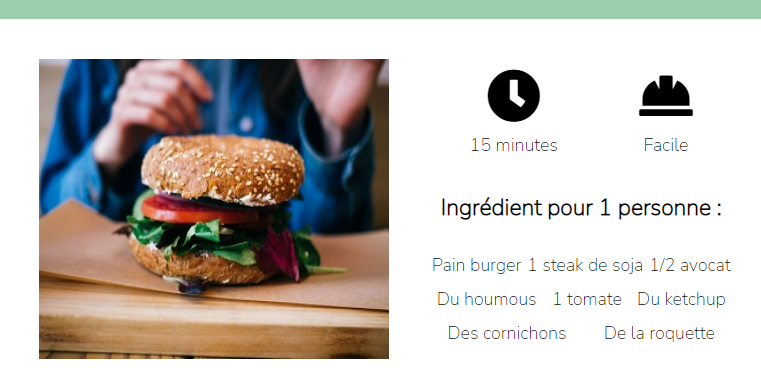 15 minutes Facile
Ingrédient pour 1 personne :
Pain burger 1 steak de soja 1/2 avocat
Du houmous 1 tomate Du ketchup
Des cornichons De la roquette